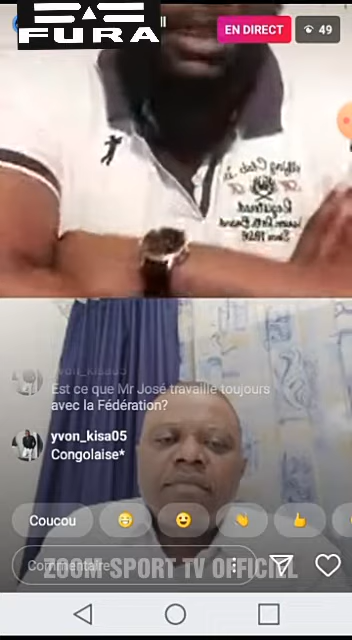 FURA
EN DIRECT
49
yvon_kisa05
Est ce que Mr José travaille toujours
avec la Fédération?
yvon_kisa05
Congolaise*
Coucou
Commentaire
ZOOM SPORT TV OFFICIEL